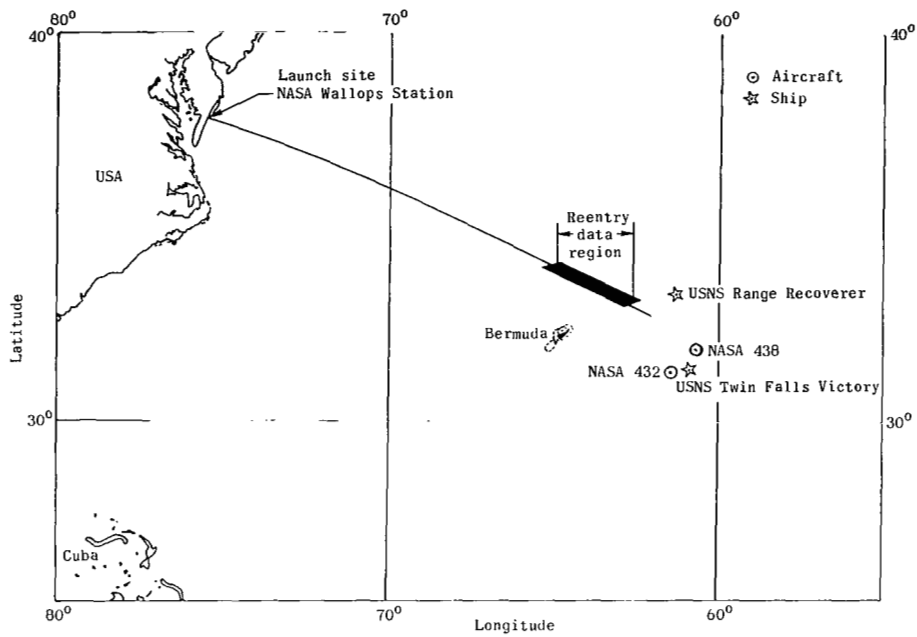 80°
70°
60°
40°
40°
Launch site
NASA Wallops Station
Aircraft
Ship
USA
Reentry
data
region
USNS Range Recoverer
Bermuda
NASA 438
NASA 432
USNS Twin Falls Victory
Latitude
30°
30°
Cuba
80°
70°
60°
Longitude